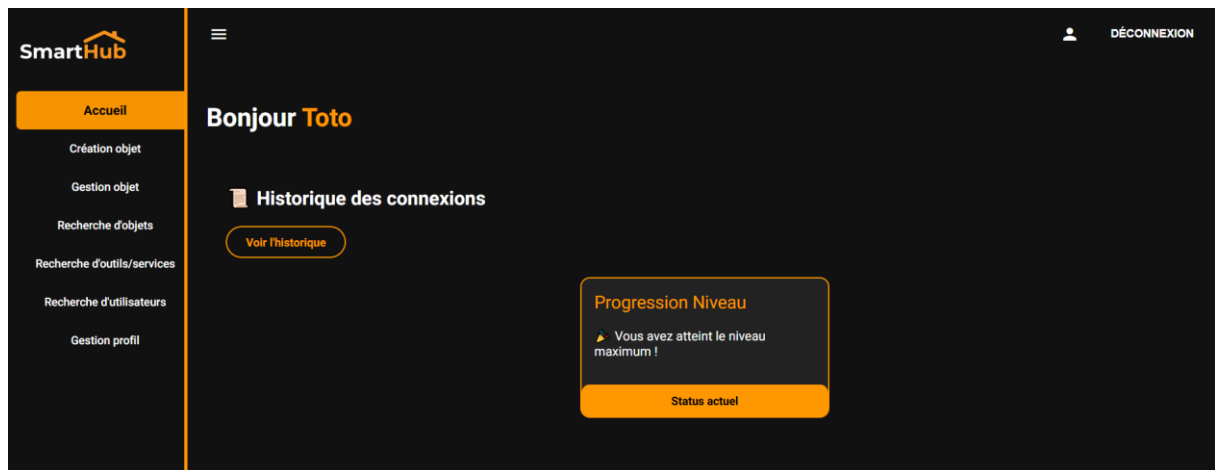 SmartHub
DÉCONNEXION
Accueil
Création objet
Gestion objet
Recherche d'objets
Recherche d'outils/services
Recherche d'utilisateurs
Gestion profil
Bonjour Toto
📜 Historique des connexions
Voir l'historique
Progression Niveau
🎉 Vous avez atteint le niveau
maximum !
Status actuel